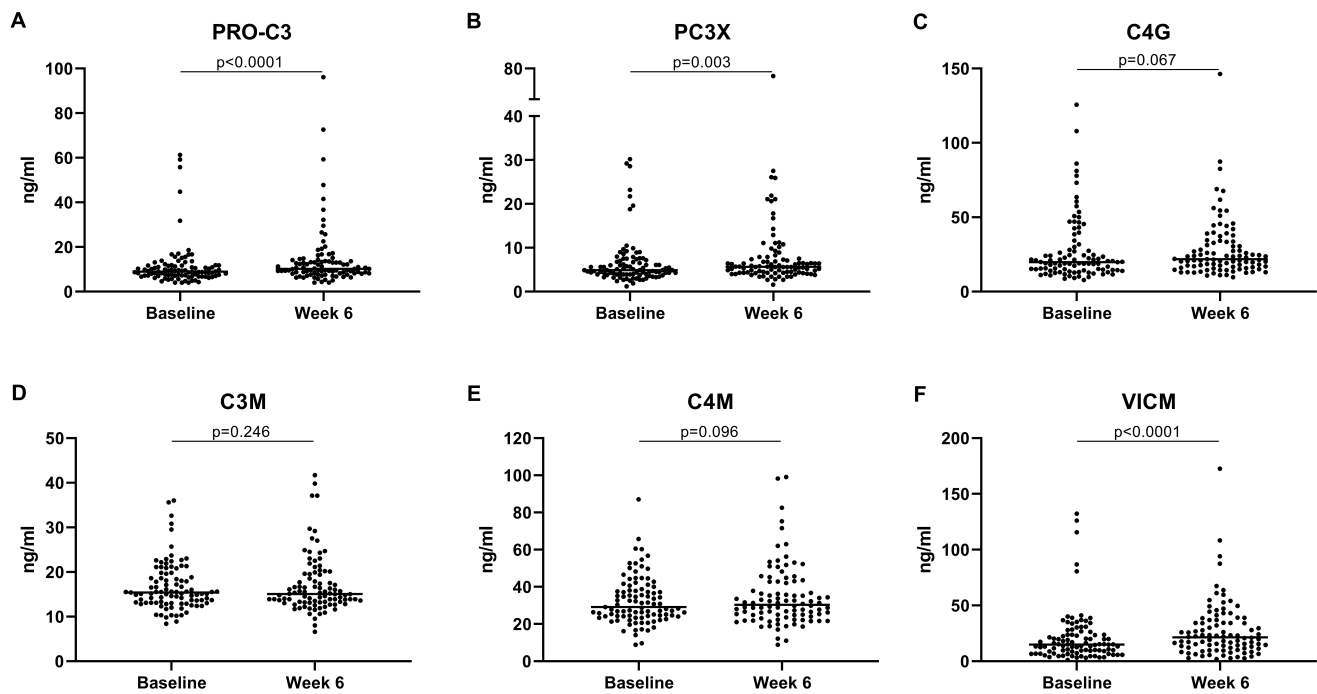 A
PRO-C3
p<0.0001
100
80
60
40
20
0
ng/ml
Baseline
Week 6
B
PC3X
p=0.003
80
40
30
20
10
0
ng/ml
Baseline
Week 6
C
C4G
p=0.067
150
100
50
0
ng/ml
Baseline
Week 6
D
C3M
p=0.246
50
40
30
20
10
0
ng/ml
Baseline
Week 6
E
C4M
p=0.096
120
100
80
60
40
20
0
ng/ml
Baseline
Week 6
F
VICM
p<0.0001
200
150
100
50
0
ng/ml
Baseline
Week 6